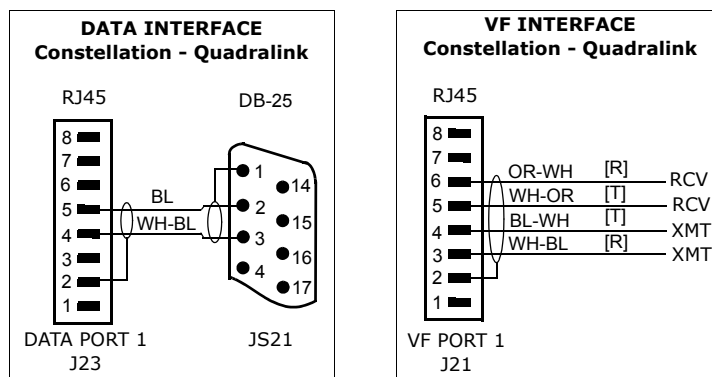 DATA INTERFACE
Constellation - Quadralink
RJ45
DB-25
8
7
6
5
4
3
2
1
BL
WH-BL
1
2
3
4
14
15
16
17
DATA PORT 1
J23
JS21
VF INTERFACE
Constellation - Quadralink
RJ45
8
7
6
5
4
3
2
1
OR-WH [R] RCV
WH-OR [T] RCV
BL-WH [T] XMT
WH-BL [R] XMT
VF PORT 1
J21